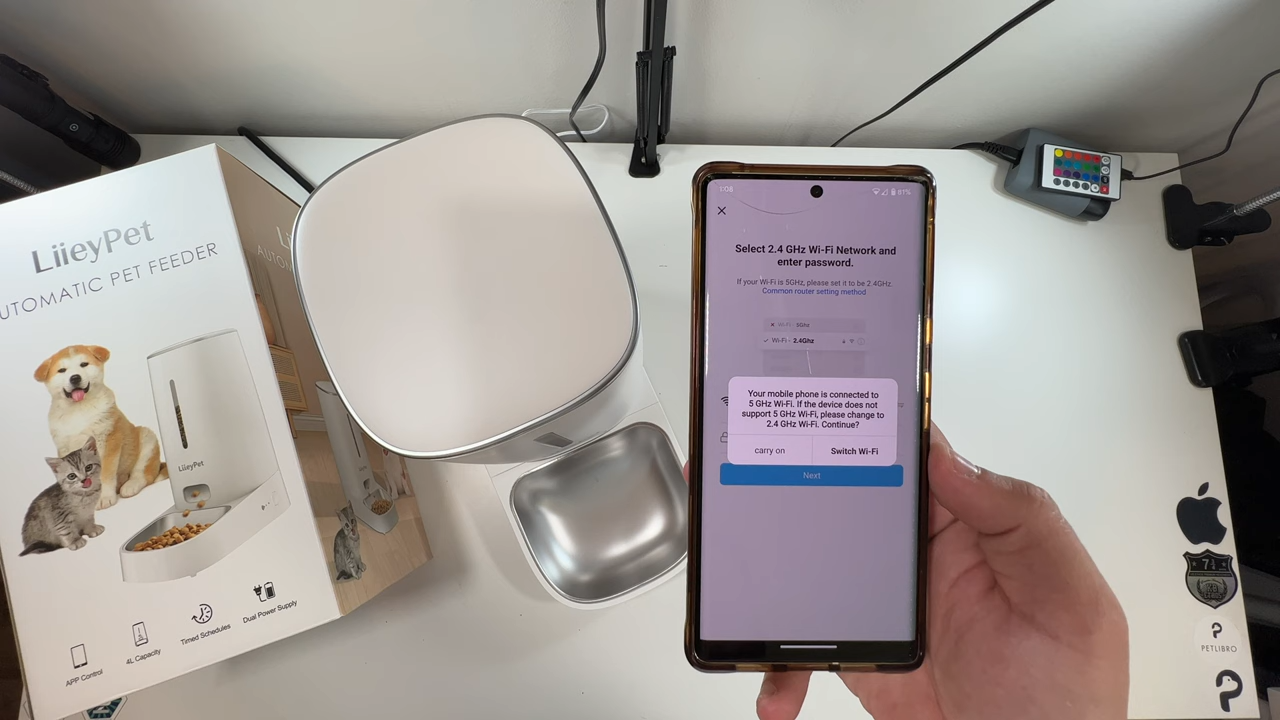 LiieyPet
AUTOMATIC PET FEEDER
LiieyPet
APP Control
4L Capacity
Timed Schedules
Dual Power Supply
1:08
61%
Select 2.4 GHz Wi-Fi Network and
enter password.
If your Wi-Fi is 5GHz, please set it to be 2.4GHz.
Common router setting method
Wi-Fi - 5Ghz
Wi-Fi - 2.4Ghz
Your mobile phone is connected to
5 GHz Wi-Fi. If the device does not
support 5 GHz Wi-Fi, please change to
2.4 GHz Wi-Fi. Continue?
carry on
Switch Wi-Fi
Next
PETLIBRO